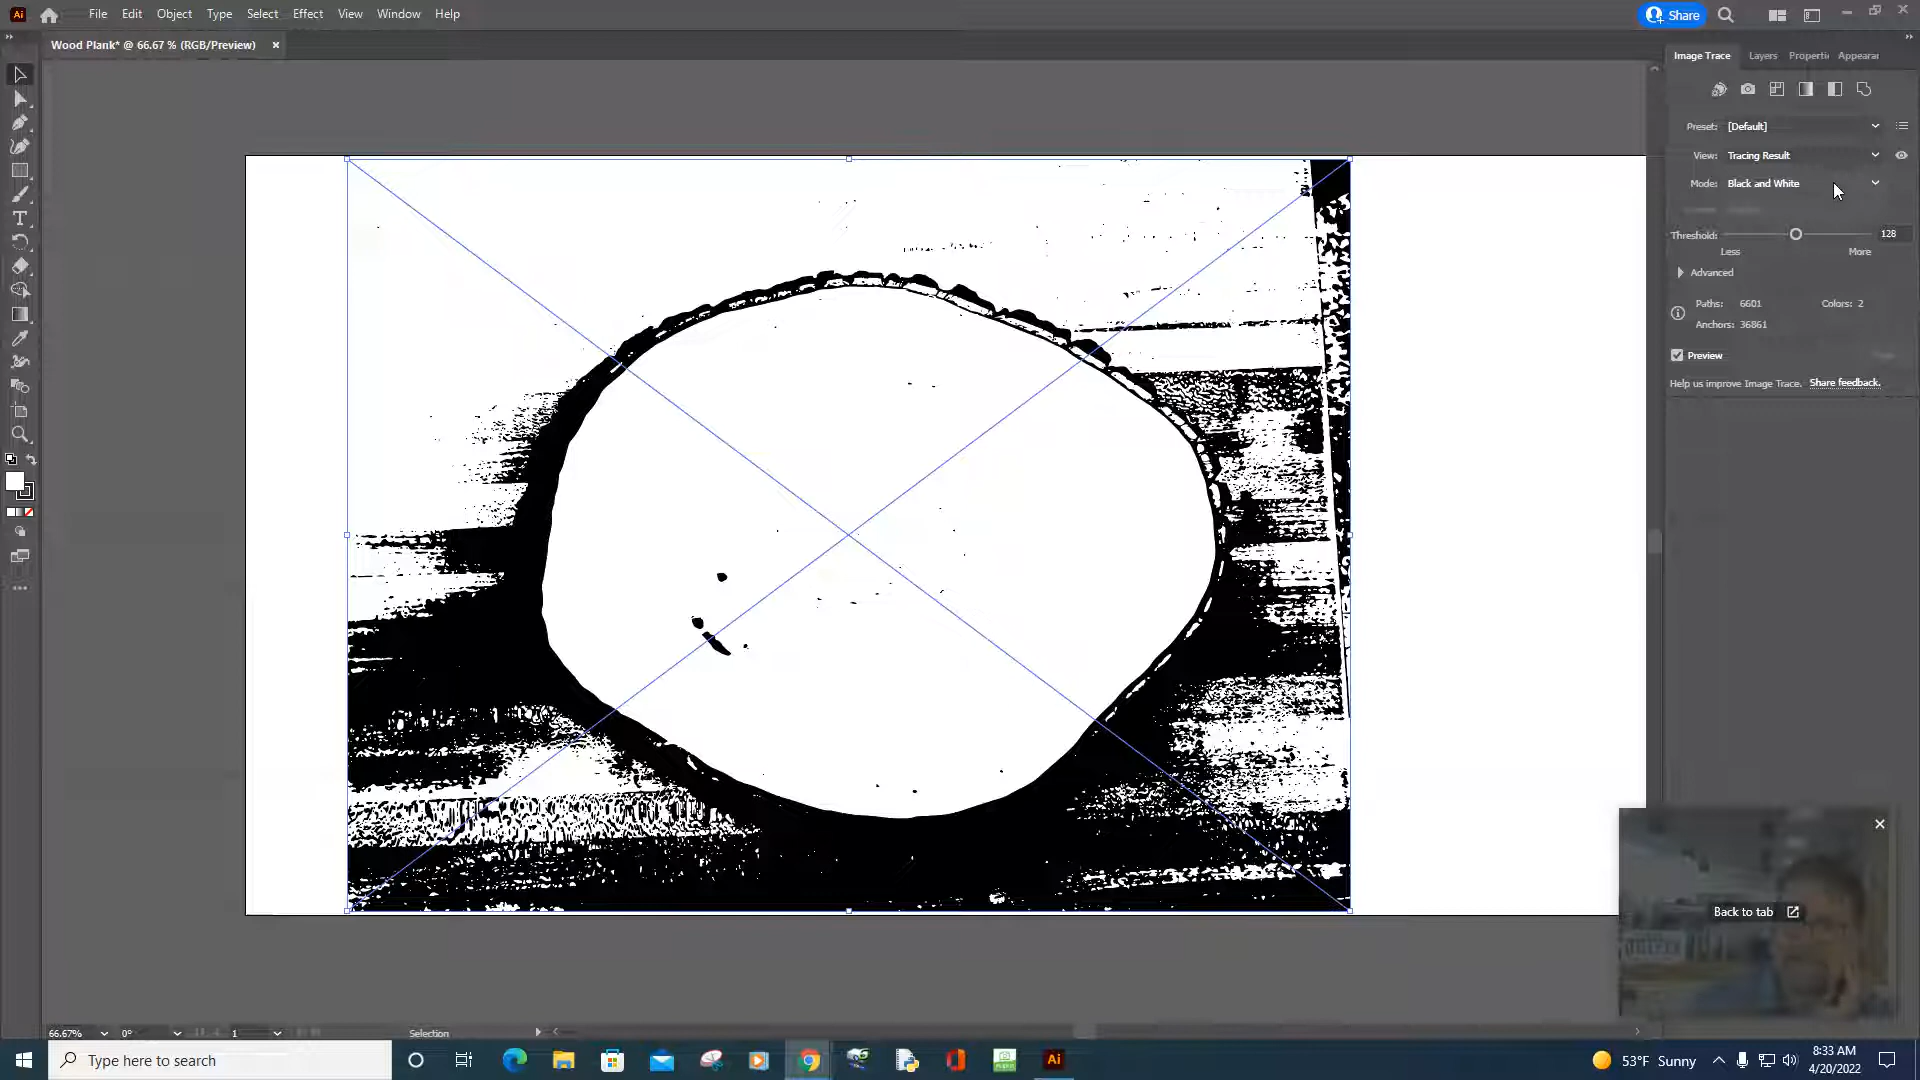 Ai File Edit Object Type Select Effect View Window Help Share
Wood Plank* @ 66.67 % (RGB/Preview) ×
Image Trace Layers Properti Appearar
Preset: [Default]
View: Tracing Result
Mode: Black and White
Threshold: 128
Less More
Advanced
Paths: 6601 Colors: 2
Anchors: 36861
Preview
Help us improve Image Trace. Share feedback.
Back to tab
66.67% 0° 1 Selection
Type here to search
Ai
53°F Sunny
8:33 AM
4/20/2022